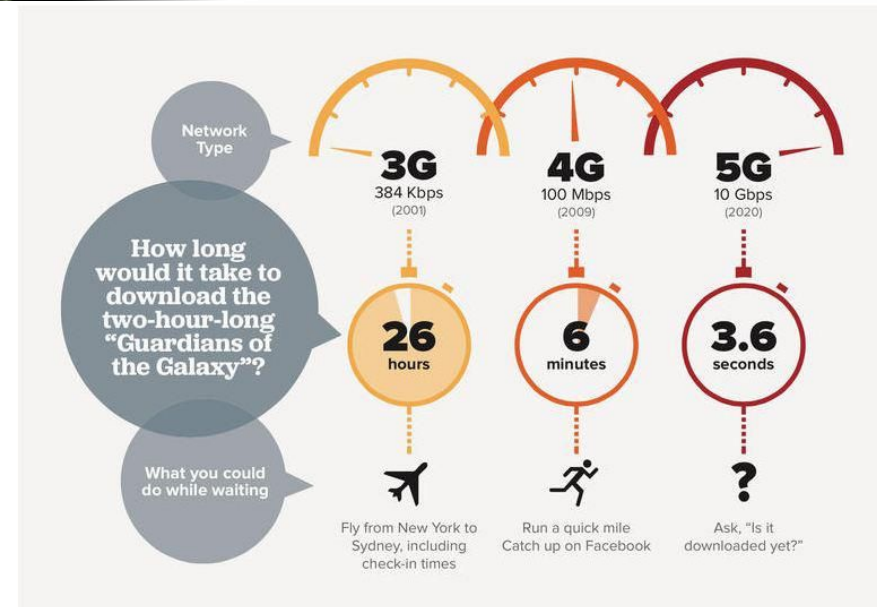 Network
Type
3G
384 Kbps
(2001)
4G
100 Mbps
(2009)
5G
10 Gbps
(2020)
How long
would it take to
download the
two-hour-long
“Guardians of
the Galaxy”?
26
hours
6
minutes
3.6
seconds
What you could
do while waiting
Fly from New York to
Sydney, including
check-in times
Run a quick mile
Catch up on Facebook
?
Ask, “Is it
downloaded yet?”